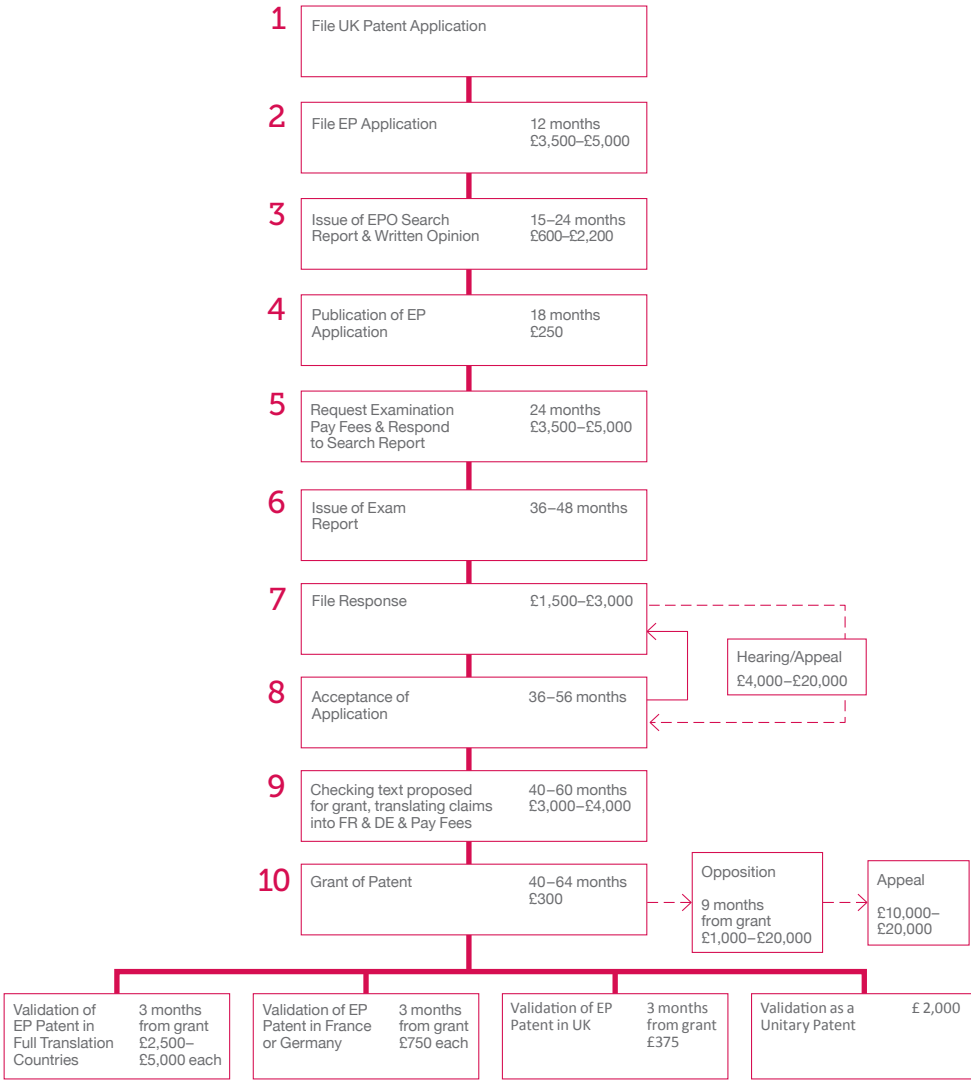 1
File UK Patent Application
2
File EP Application
12 months
£3,500–£5,000
3
Issue of EPO Search
Report & Written Opinion
15–24 months
£600–£2,200
4
Publication of EP
Application
18 months
£250
5
Request Examination
Pay Fees & Respond
to Search Report
24 months
£3,500–£5,000
6
Issue of Exam
Report
36–48 months
7
File Response
£1,500–£3,000
Hearing/Appeal
£4,000–£20,000
8
Acceptance of
Application
36–56 months
9
Checking text proposed
for grant, translating claims
into FR & DE & Pay Fees
40–60 months
£3,000–£4,000
10
Grant of Patent
40–64 months
£300
Opposition
9 months
from grant
£1,000–£20,000
Appeal
£10,000–
£20,000
Validation of
EP Patent in
Full Translation
Countries
3 months
from grant
£2,500–
£5,000 each
Validation of EP
Patent in France
or Germany
3 months
from grant
£750 each
Validation of EP
Patent in UK
3 months
from grant
£375
Validation as a
Unitary Patent
£ 2,000